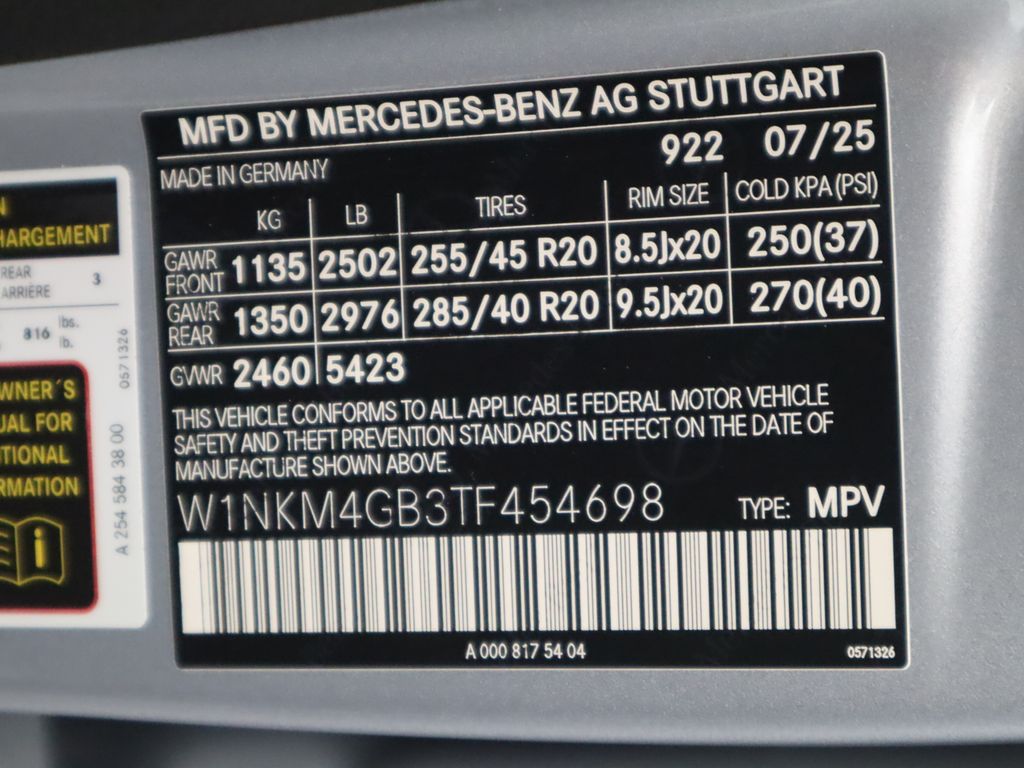 MFD BY MERCEDES-BENZ AG STUTTGART
MADE IN GERMANY 922 07/25
KG LB TIRES RIM SIZE COLD KPA(PSI)
GAWR FRONT 1135 2502 255/45 R20 8.5Jx20 250(37)
GAWR REAR 1350 2976 285/40 R20 9.5Jx20 270(40)
GVWR 2460 5423
THIS VEHICLE CONFORMS TO ALL APPLICABLE FEDERAL MOTOR VEHICLE
SAFETY AND THEFT PREVENTION STANDARDS IN EFFECT ON THE DATE OF
MANUFACTURE SHOWN ABOVE.
W1NKM4GB3TF454698 TYPE: MPV
A 000 817 54 04 0571326
N
HARGEMENT
REAR
ARRIÈRE 3
816 lbs.
lb.
WNER´S
UAL FOR
ITIONAL
RMATION
i
0571326
A 254 584 38 00